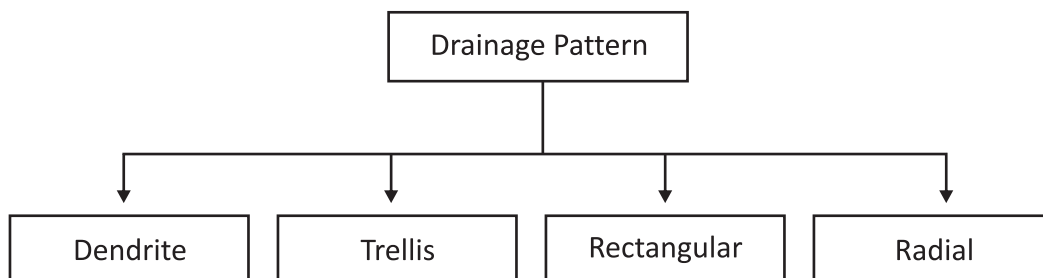 Drainage Pattern
Dendrite
Trellis
Rectangular
Radial